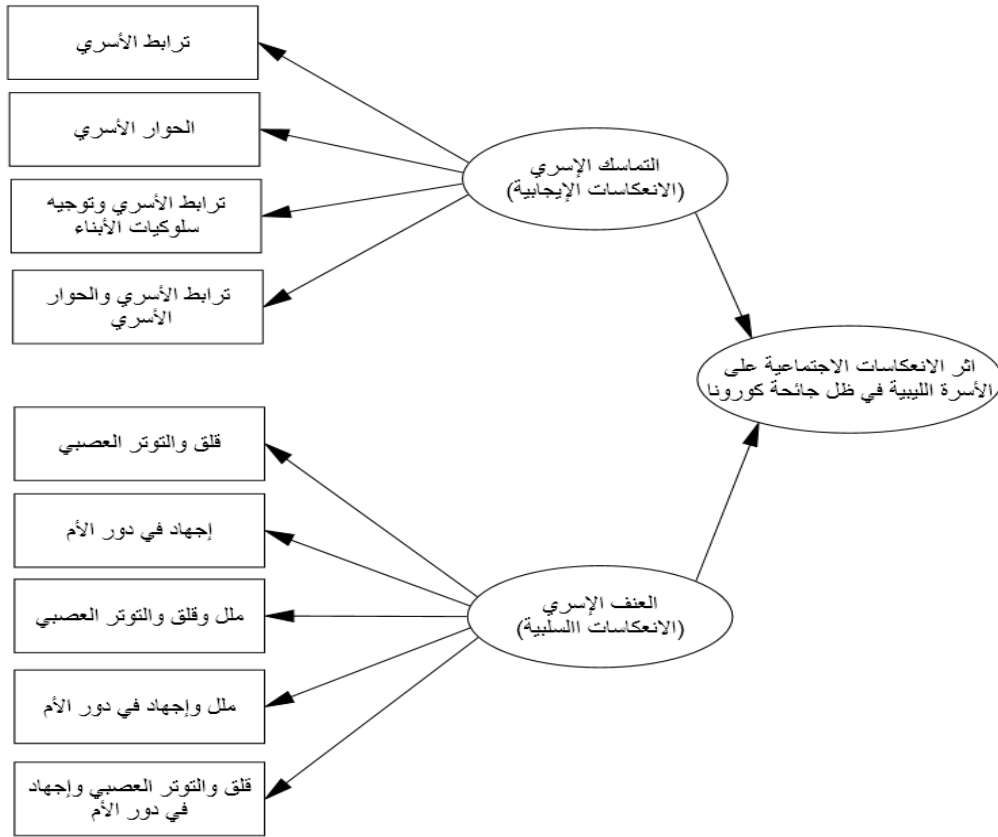 ترابط الأسري
الحوار الأسري
ترابط الأسري وتوجيه
سلوكيات الأبناء
ترابط الأسري والحوار
الأسري
التماسك الإسري
(الانعكاسات الإيجابية)
اثر الانعكاسات الاجتماعية على
الأسرة الليبية في ظل جائحة كورونا
قلق والتوتر العصبي
إجهاد في دور الأم
ملل وقلق والتوتر العصبي
ملل وإجهاد في دور الأم
قلق والتوتر العصبي وإجهاد
في دور الأم
العنف الإسري
(الانعكاسات االسلبية)